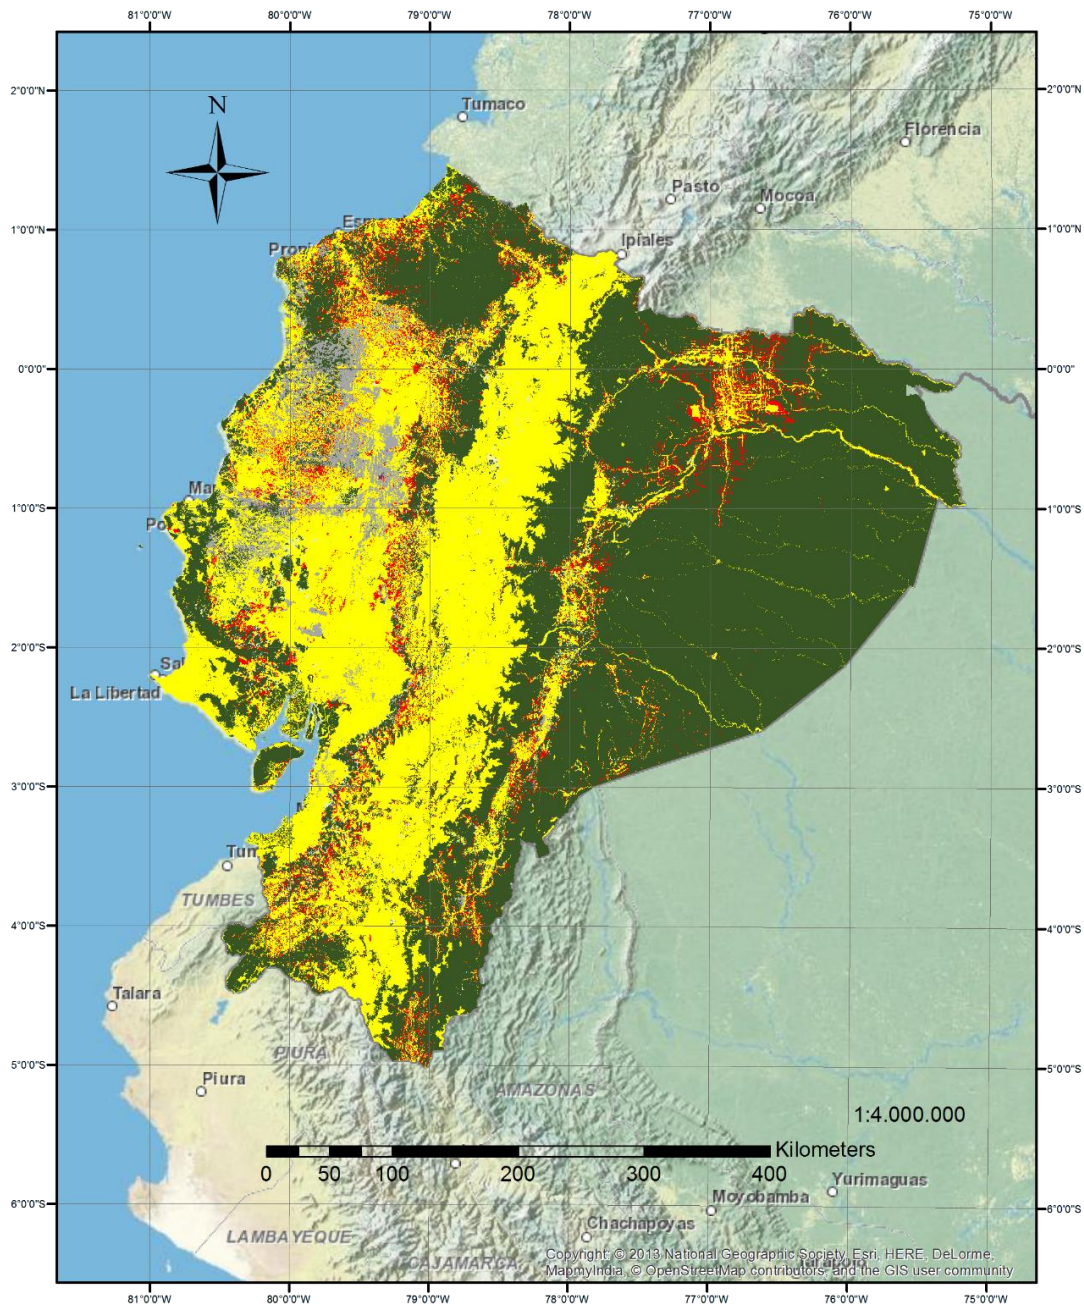 81°0'0"W 80°0'0"W 79°0'0"W 78°0'0"W 77°0'0"W 76°0'0"W 75°0'0"W
2°0'0"N 2°0'0"N
N
Tumaco
Florencia
Pasto
Mocoa
1°0'0"N 1°0'0"N
Ipiales
0°0'0" 0°0'0"
1°0'0"S 1°0'0"S
2°0'0"S 2°0'0"S
La Libertad
3°0'0"S 3°0'0"S
TUMBES
4°0'0"S 4°0'0"S
Talara
PIURA
5°0'0"S 5°0'0"S
Piura
AMAZONAS
1:4.000.000
Kilometers
0 50 100 200 300 400
Yurimaguas
Moyobamba
6°0'0"S 6°0'0"S
Chachapoyas
LAMBAYEQUE
CAJAMARCA
Copyright: © 2013 National Geographic Society, Esri, HERE, DeLorme,
MapmyIndia, © OpenStreetMap contributors, and the GIS user community
81°0'0"W 80°0'0"W 79°0'0"W 78°0'0"W 77°0'0"W 76°0'0"W 75°0'0"W